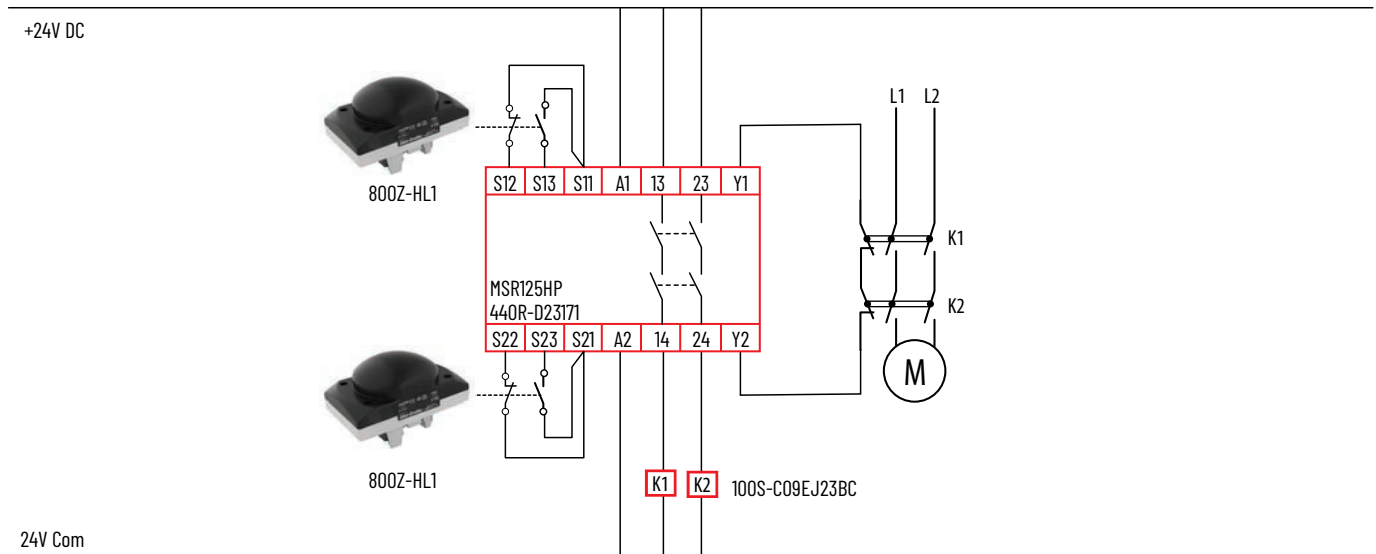 +24V DC
L1 L2
800Z-HL1
S12 S13 S11 A1 13 23 Y1
K1
MSR125HP
440R-D23171
K2
S22 S23 S21 A2 14 24 Y2
M
800Z-HL1
K1 K2 100S-C09EJ23BC
24V Com